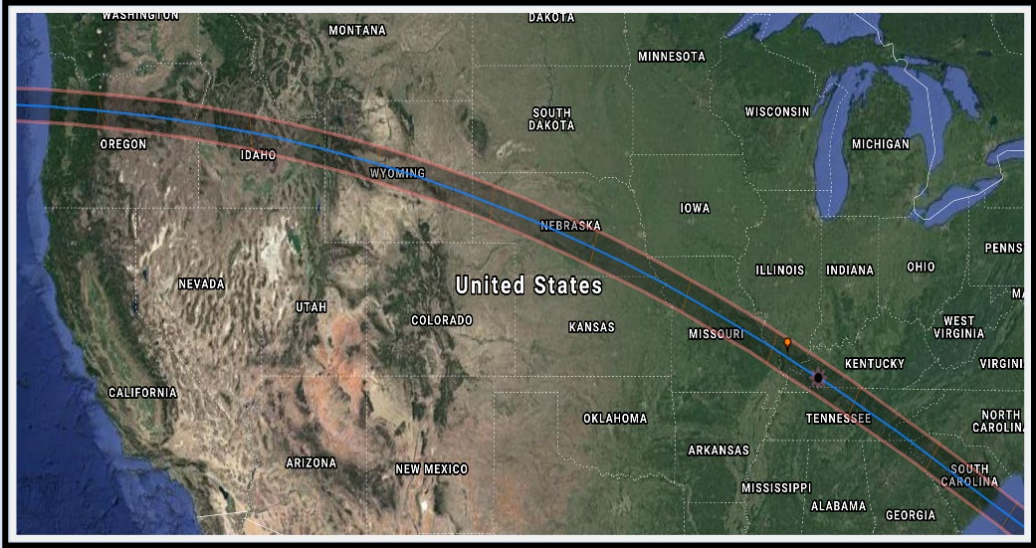 WASHINGTON
DAKOTA
MONTANA
MINNESOTA
SOUTH
DAKOTA
WISCONSIN
OREGON
IDAHO
MICHIGAN
WYOMING
IOWA
NEBRASKA
PENNS
ILLINOIS
INDIANA
OHIO
NEVADA
United States
MA
UTAH
COLORADO
KANSAS
MISSOURI
WEST
VIRGINIA
KENTUCKY
VIRGINI
CALIFORNIA
OKLAHOMA
TENNESSEE
NORTH
CAROLIN
ARKANSAS
ARIZONA
NEW MEXICO
SOUTH
CAROLINA
MISSISSIPPI
ALABAMA
GEORGIA